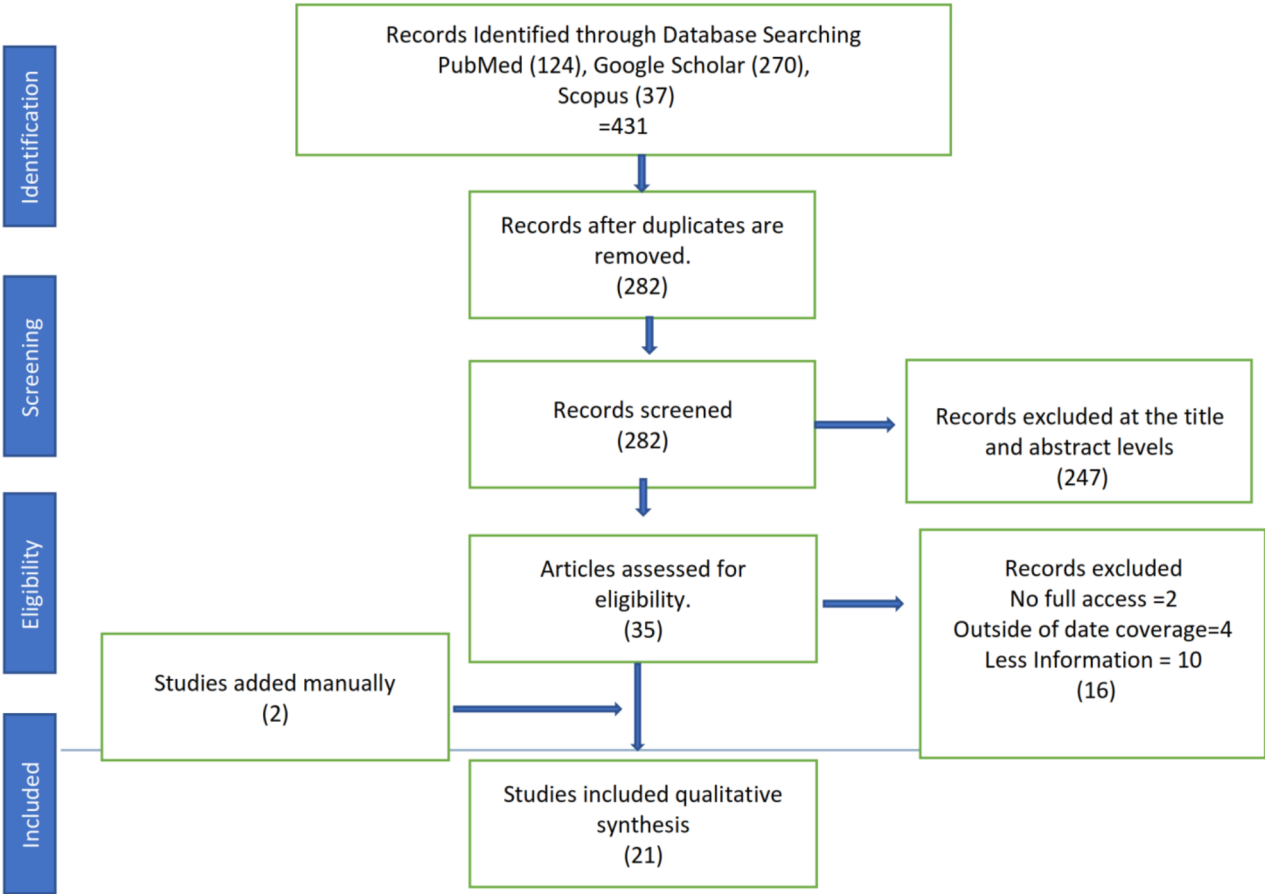 Identification
Records Identified through Database Searching
PubMed (124), Google Scholar (270),
Scopus (37)
=431
Records after duplicates are
removed.
(282)
Screening
Records screened
(282)
Records excluded at the title
and abstract levels
(247)
Eligibility
Articles assessed for
eligibility.
(35)
Records excluded
No full access =2
Outside of date coverage=4
Less Information = 10
(16)
Studies added manually
(2)
Included
Studies included qualitative
synthesis
(21)